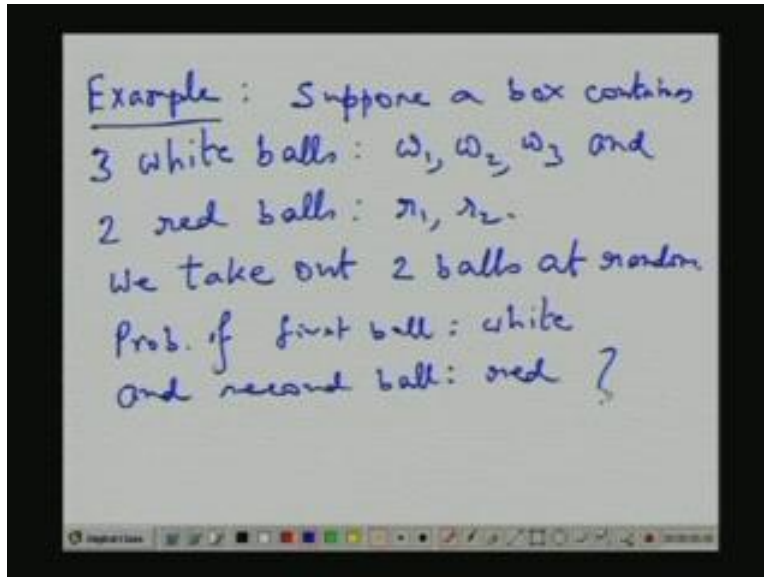 Example : Suppose a box contains
3 white balls : ω₁, ω₂, ω₃ and
2 red balls : r₁, r₂.
We take out 2 balls at random
Prob. if first ball : white
and second ball : red ?